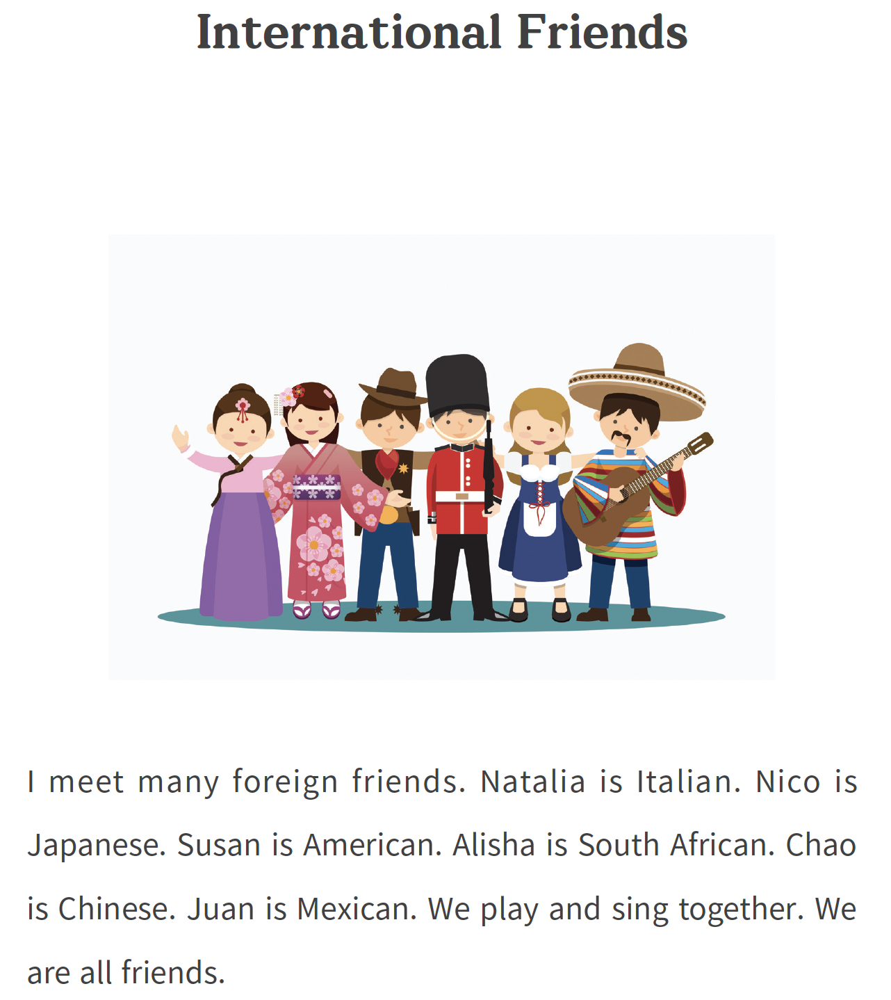 International Friends
I meet many foreign friends. Natalia is Italian. Nico is
Japanese. Susan is American. Alisha is South African. Chao
is Chinese. Juan is Mexican. We play and sing together. We
are all friends.